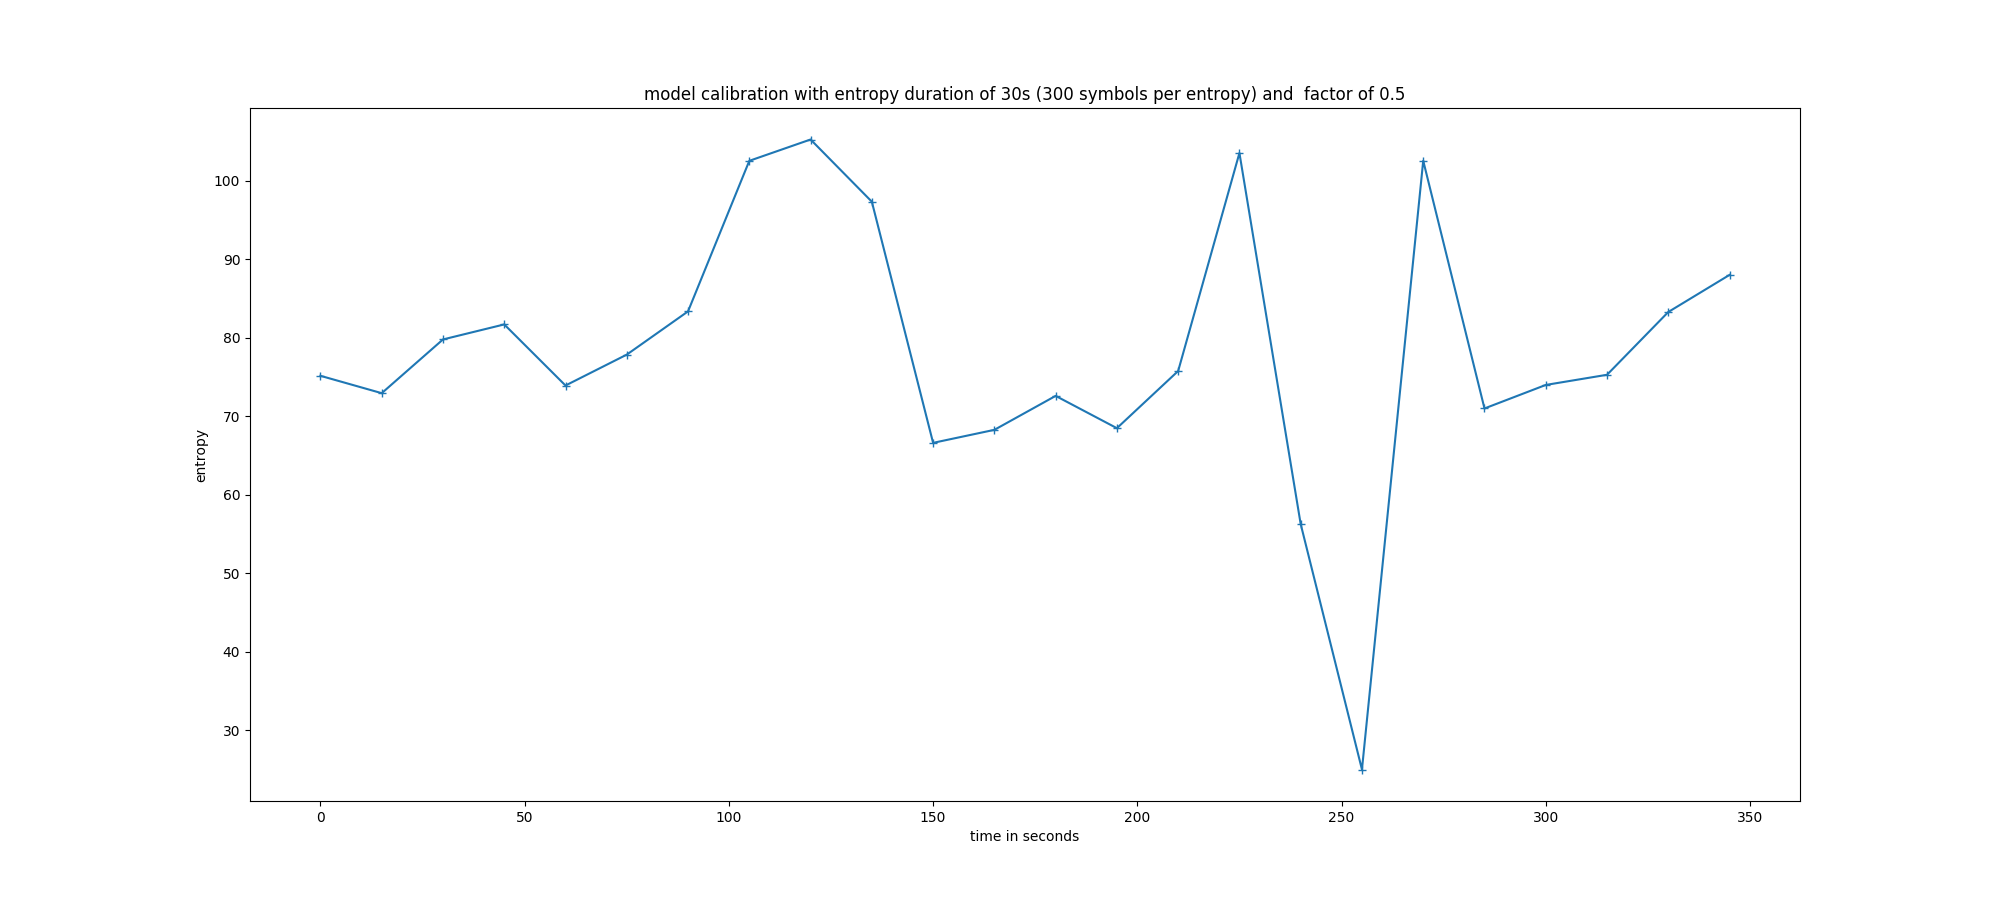 model calibration with entropy duration of 30s (300 symbols per entropy) and  factor of 0.5
100
90
80
70
60
50
40
30
entropy
0 50 100 150 200 250 300 350
time in seconds